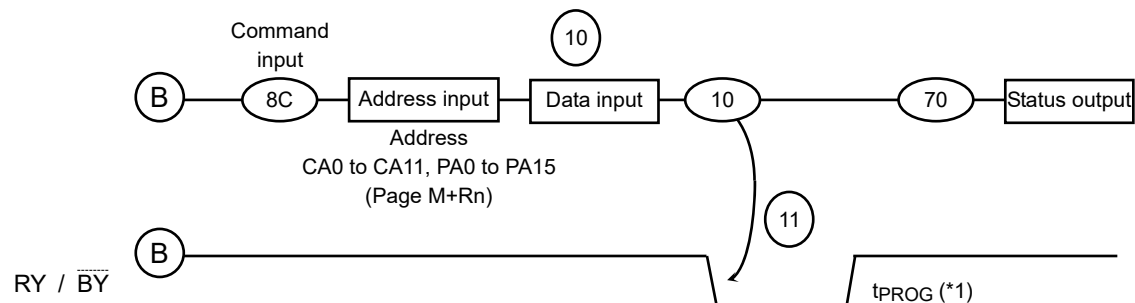 Command
input
10
B
8C
Address input
Data input
10
70
Status output
Address
CA0 to CA11, PA0 to PA15
(Page M+Rn)
11
B
RY / BY
tPROG (*1)